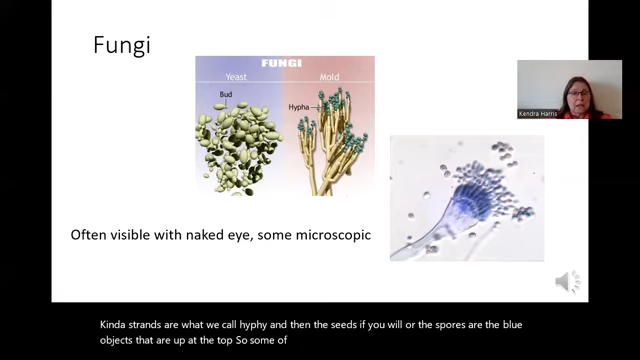 Fungi
FUNGI
Yeast
Mold
Bud
Hypha
Kendra Harris
Often visible with naked eye, some microscopic
Kinda strands are what we call hyphy and then the seeds if you will or the spores are the blue
objects that are up at the top So some of